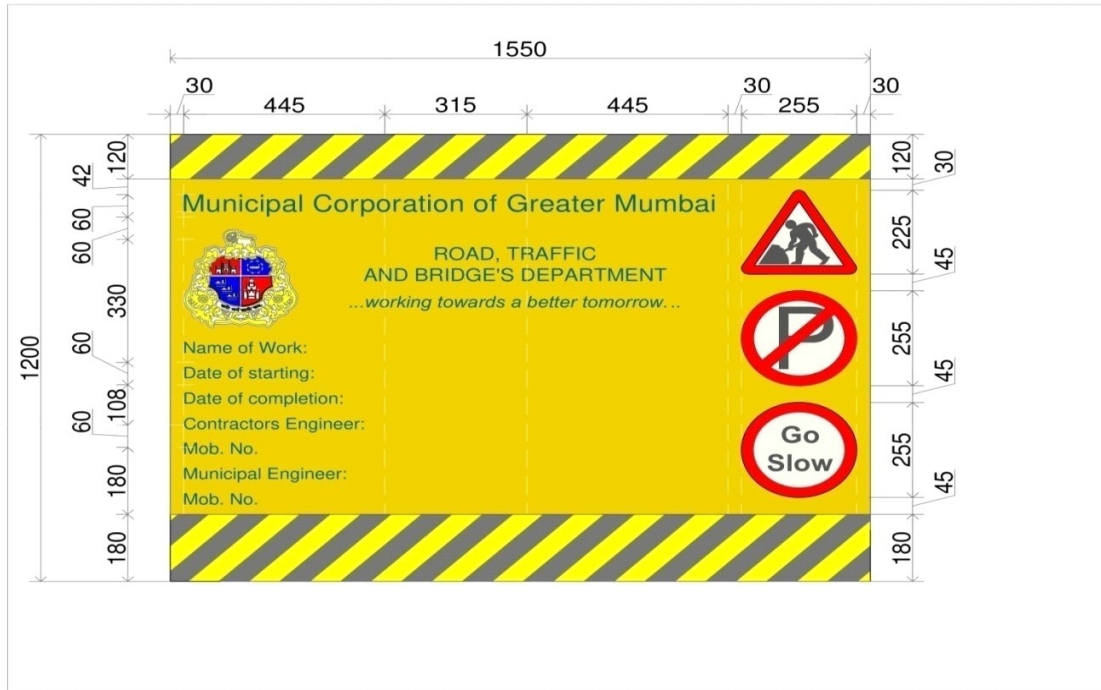 1550
30
445
315
445
30
255
30
1200
120
42
60
60
330
60
108
60
180
180
Municipal Corporation of Greater Mumbai
ROAD, TRAFFIC
AND BRIDGE'S DEPARTMENT
...working towards a better tomorrow...
Name of Work:
Date of starting:
Date of completion:
Contractors Engineer:
Mob. No.
Municipal Engineer:
Mob. No.
P
Go
Slow
120
30
225
45
255
45
255
45
180